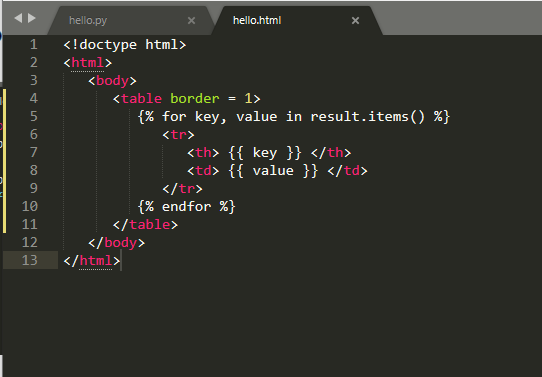 hello.py × hello.html ×
1 <!doctype html>
2 <html>
3 <body>
4 <table border = 1>
5 {% for key, value in result.items() %}
6 <tr>
7 <th> {{ key }} </th>
8 <td> {{ value }} </td>
9 </tr>
10 {% endfor %}
11 </table>
12 </body>
13 </html>